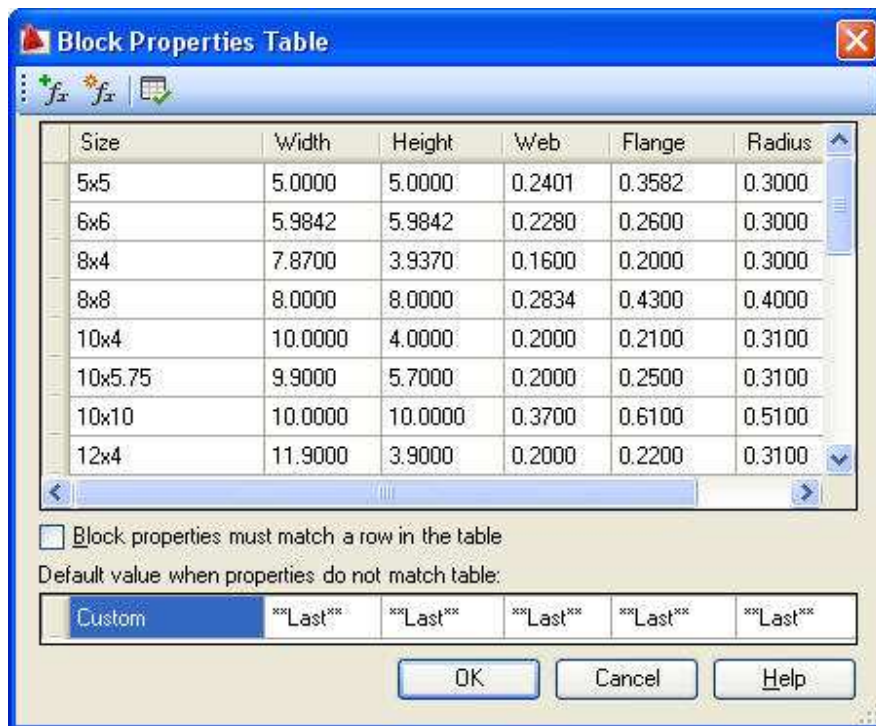 Block Properties Table
fx fx
Size Width Height Web Flange Radius
5x5 5.0000 5.0000 0.2401 0.3582 0.3000
6x6 5.9842 5.9842 0.2280 0.2600 0.3000
8x4 7.8700 3.9370 0.1600 0.2000 0.3000
8x8 8.0000 8.0000 0.2834 0.4300 0.4000
10x4 10.0000 4.0000 0.2000 0.2100 0.3100
10x5.75 9.9000 5.7000 0.2000 0.2500 0.3100
10x10 10.0000 10.0000 0.3700 0.6100 0.5100
12x4 11.9000 3.9000 0.2000 0.2200 0.3100
Block properties must match a row in the table
Default value when properties do not match table:
Custom **Last** **Last** **Last** **Last** **Last**
OK Cancel Help